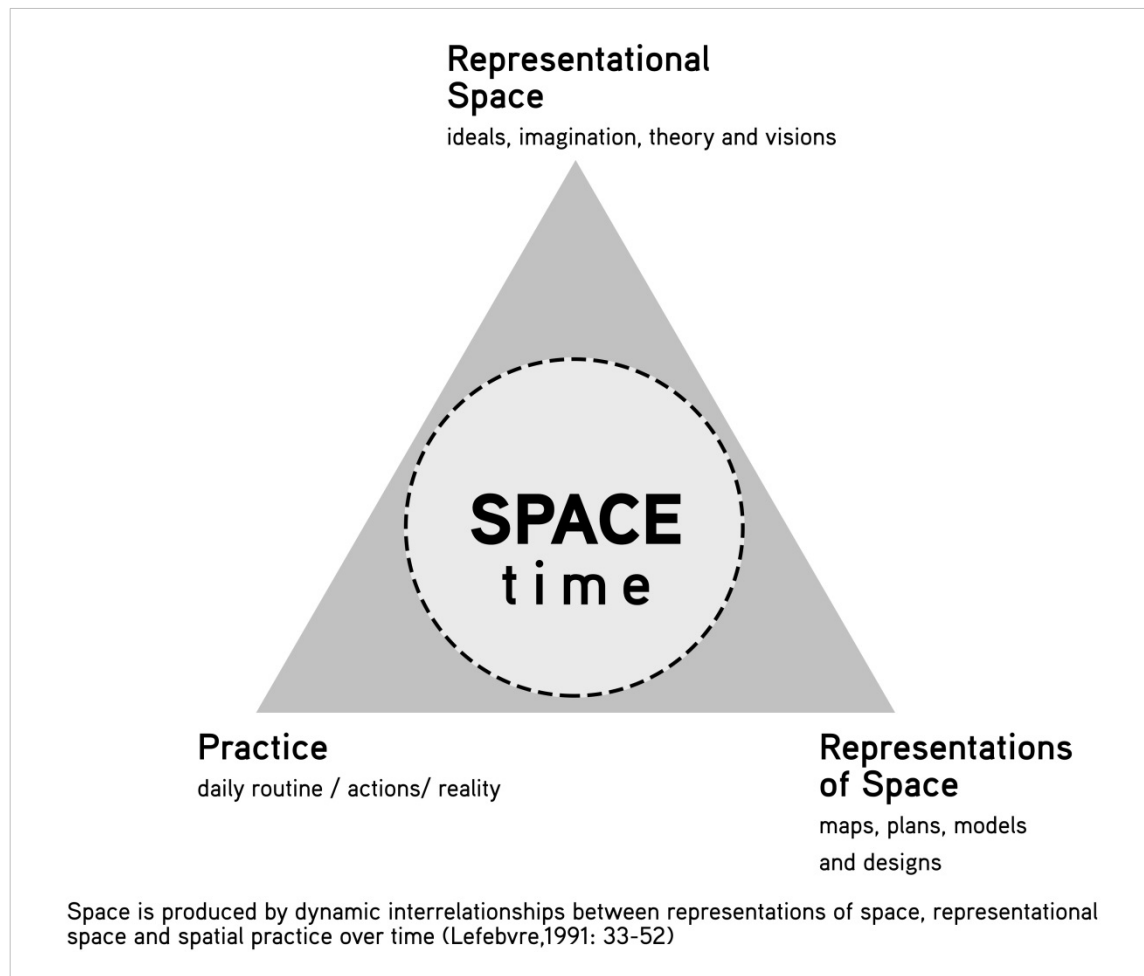 Representational
Space
ideals, imagination, theory and visions
SPACE
time
Practice
daily routine / actions/ reality
Representations
of Space
maps, plans, models
and designs
Space is produced by dynamic interrelationships between representations of space, representational
space and spatial practice over time (Lefebvre,1991: 33-52)